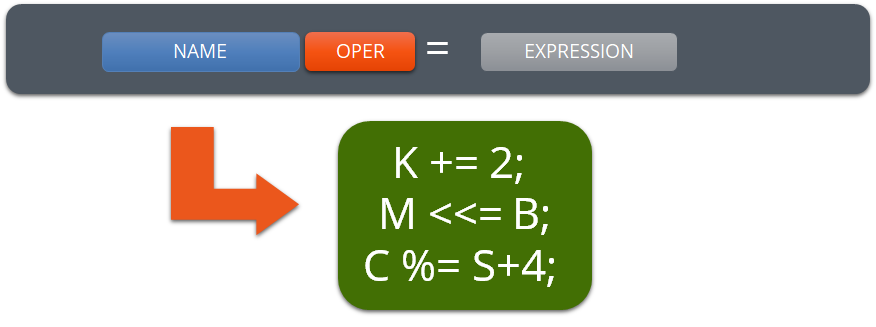 NAME OPER = EXPRESSION
K += 2;
M <<= B;
C %= S+4;